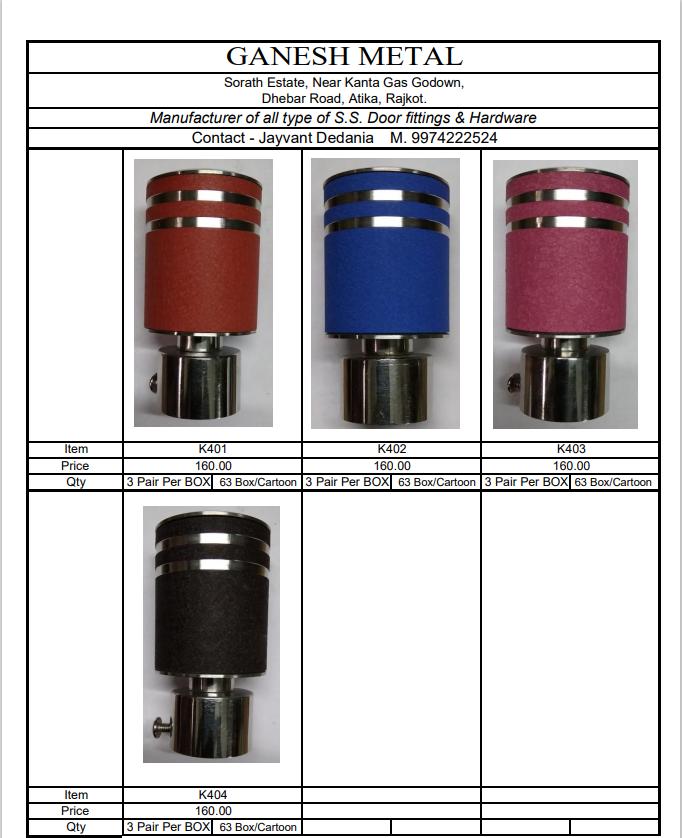 GANESH METAL
Sorath Estate, Near Kanta Gas Godown,
Dhebar Road, Atika, Rajkot.
Manufacturer of all type of S.S. Door fittings & Hardware
Contact - Jayvant Dedania M. 9974222524
Item K401 K402 K403
Price 160.00 160.00 160.00
Qty 3 Pair Per BOX 63 Box/Cartoon 3 Pair Per BOX 63 Box/Cartoon 3 Pair Per BOX 63 Box/Cartoon
Item K404
Price 160.00
Qty 3 Pair Per BOX 63 Box/Cartoon